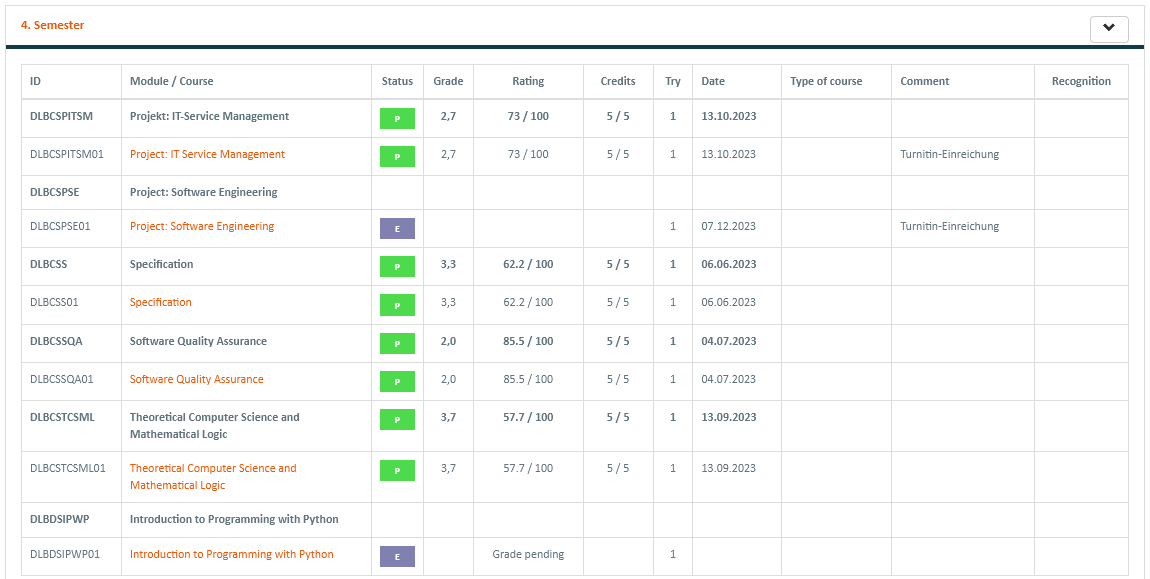 4. Semester
ID Module / Course Status Grade Rating Credits Try Date Type of course Comment Recognition
DLBCSPITSM Projekt: IT-Service Management P 2,7 73 / 100 5 / 5 1 13.10.2023
DLBCSPITSM01 Project: IT Service Management P 2,7 73 / 100 5 / 5 1 13.10.2023 Turnitin-Einreichung
DLBCSPSE Project: Software Engineering
DLBCSPSE01 Project: Software Engineering E 1 07.12.2023 Turnitin-Einreichung
DLBCSS Specification P 3,3 62.2 / 100 5 / 5 1 06.06.2023
DLBCSS01 Specification P 3,3 62.2 / 100 5 / 5 1 06.06.2023
DLBCSSQA Software Quality Assurance P 2,0 85.5 / 100 5 / 5 1 04.07.2023
DLBCSSQA01 Software Quality Assurance P 2,0 85.5 / 100 5 / 5 1 04.07.2023
DLBCSTCSML Theoretical Computer Science and P 3,7 57.7 / 100 5 / 5 1 13.09.2023
Mathematical Logic
DLBCSTCSML01 Theoretical Computer Science and P 3,7 57.7 / 100 5 / 5 1 13.09.2023
Mathematical Logic
DLBDSIPWP Introduction to Programming with Python
DLBDSIPWP01 Introduction to Programming with Python E Grade pending 1